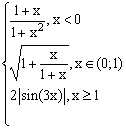 { (1+x)/(1+x²), x < 0
√(1 + x/(1+x)), x ∈ (0;1)
2|sin(3x)|, x ≥ 1